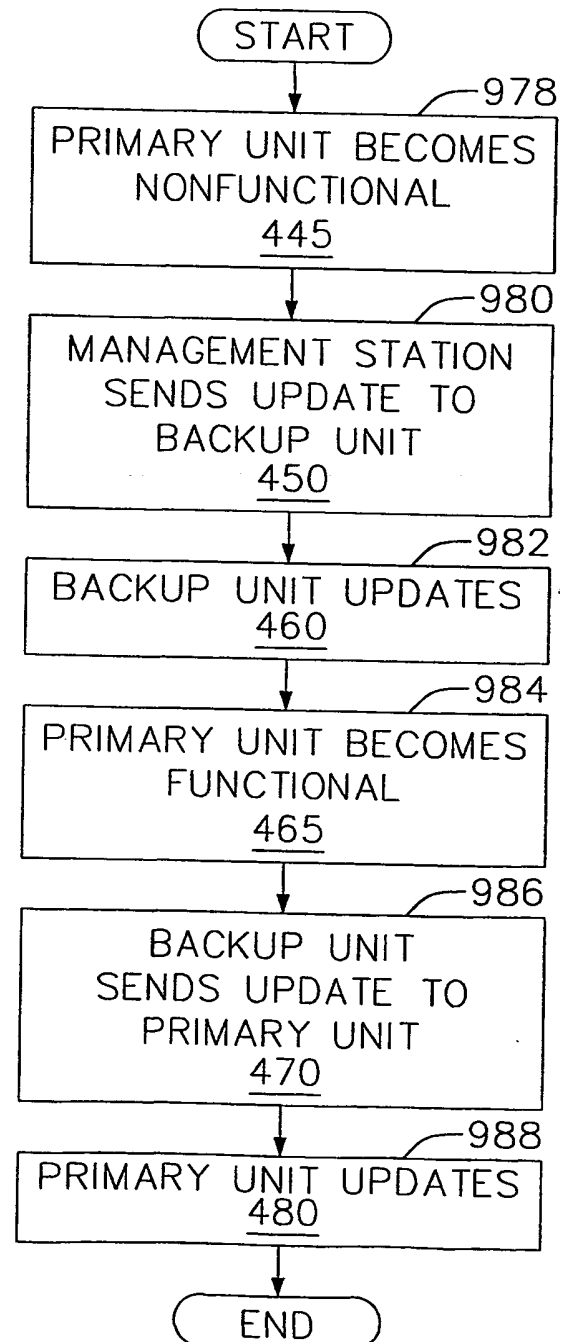 START
978
PRIMARY UNIT BECOMES
NONFUNCTIONAL
445
980
MANAGEMENT STATION
SENDS UPDATE TO
BACKUP UNIT
450
982
BACKUP UNIT UPDATES
460
984
PRIMARY UNIT BECOMES
FUNCTIONAL
465
986
BACKUP UNIT
SENDS UPDATE TO
PRIMARY UNIT
470
988
PRIMARY UNIT UPDATES
480
END